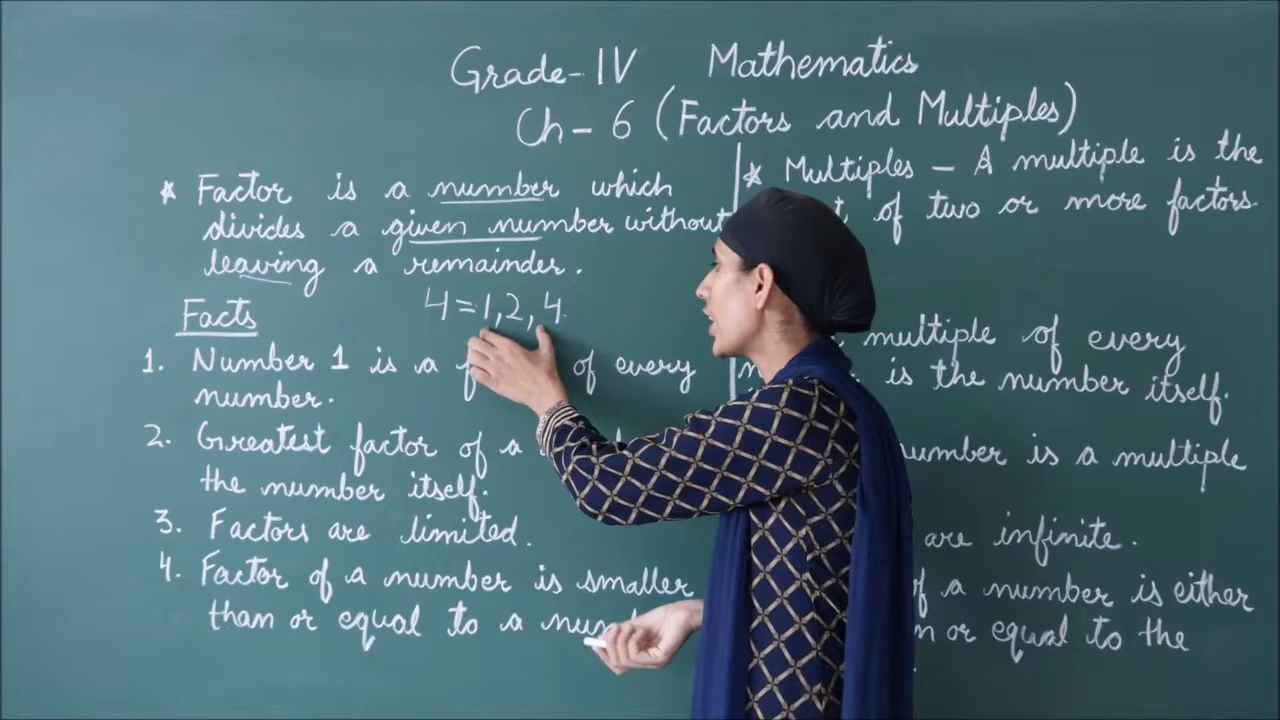 Grade-IV Mathematics
Ch-6 (Factors and Multiples)
* Factor is a number which
divides a given number without
leaving a remainder.
4=1,2,4.
Facts
1. Number 1 is a of every
number.
2. Greatest factor of a
the number itself.
3. Factors are limited.
4. Factor of a number is smaller
than or equal to a
* Multiples – A multiple is the
of two or more factors.
multiple of every
is the number itself.
number is a multiple
are infinite.
of a number is either
or equal to the